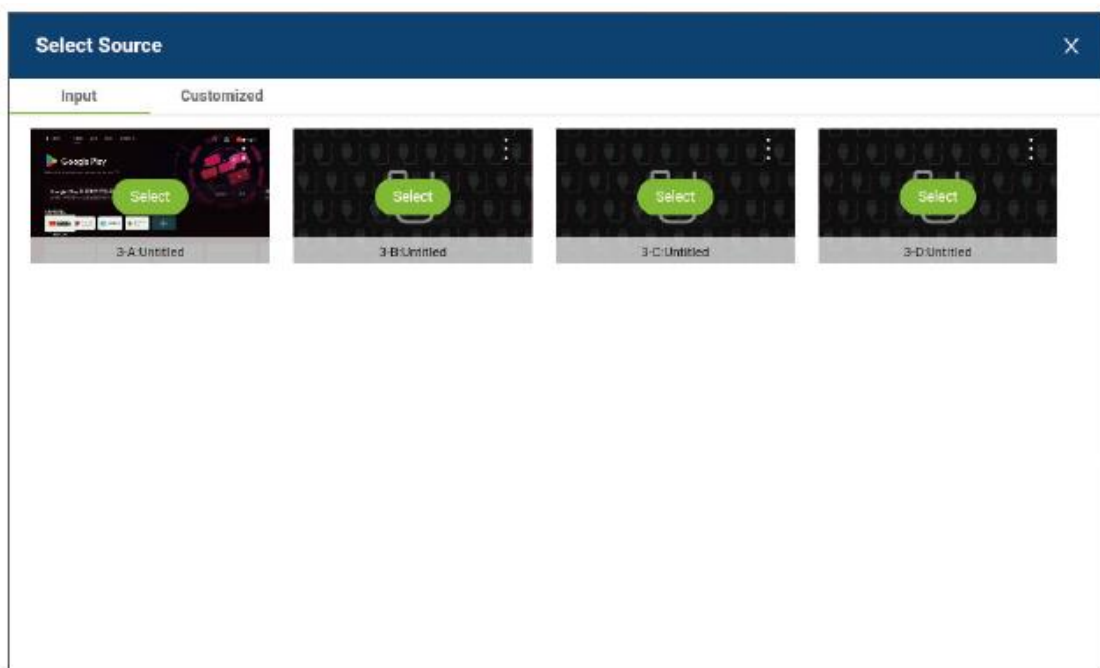 Select Source
Input Customized
Google Play
Select Select Select Select
3-A:Untitled 3-B:Untitled 3-C:Untitled 3-D:Untitled